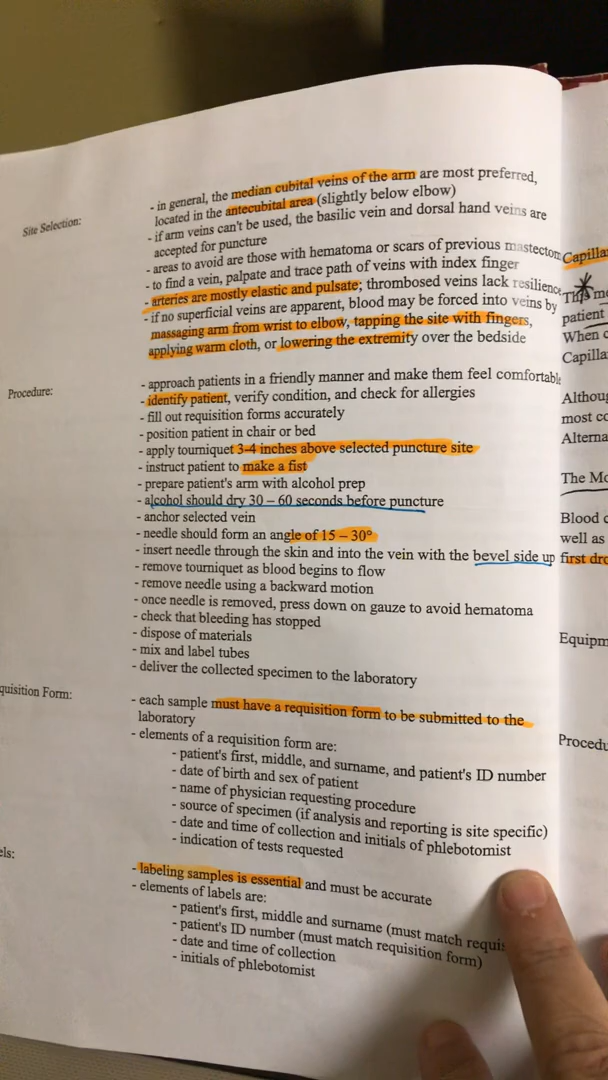 Site Selection:
- in general, the median cubital veins of the arm are most preferred,
located in the antecubital area (slightly below elbow)
- if arm veins can't be used, the basilic vein and dorsal hand veins are
accepted for puncture
- areas to avoid are those with hematoma or scars of previous mastectom
- to find a vein, palpate and trace path of veins with index finger
- arteries are mostly elastic and pulsate; thrombosed veins lack resilience
- if no superficial veins are apparent, blood may be forced into veins by
massaging arm from wrist to elbow, tapping the site with fingers,
applying warm cloth, or lowering the extremity over the bedside
Procedure:
- approach patients in a friendly manner and make them feel comfortable
- identify patient, verify condition, and check for allergies
- fill out requisition forms accurately
- position patient in chair or bed
- apply tourniquet 3-4 inches above selected puncture site
- instruct patient to make a fist
- prepare patient's arm with alcohol prep
- alcohol should dry 30 – 60 seconds before puncture
- anchor selected vein
- needle should form an angle of 15 – 30°
- insert needle through the skin and into the vein with the bevel side up
- remove tourniquet as blood begins to flow
- remove needle using a backward motion
- once needle is removed, press down on gauze to avoid hematoma
- check that bleeding has stopped
- dispose of materials
- mix and label tubes
- deliver the collected specimen to the laboratory
quisition Form:
- each sample must have a requisition form to be submitted to the
laboratory
- elements of a requisition form are:
- patient's first, middle, and surname, and patient's ID number
- date of birth and sex of patient
- name of physician requesting procedure
- source of specimen (if analysis and reporting is site specific)
- date and time of collection and initials of phlebotomist
- indication of tests requested
els:
- labeling samples is essential and must be accurate
- elements of labels are:
- patient's first, middle and surname (must match requis
- patient's ID number (must match requisition form)
- date and time of collection
- initials of phlebotomist
Capilla
This me
patient
When c
Capilla
Althoug
most co
Alterna
The Mo
Blood c
well as
first dro
Equipm
Procedu